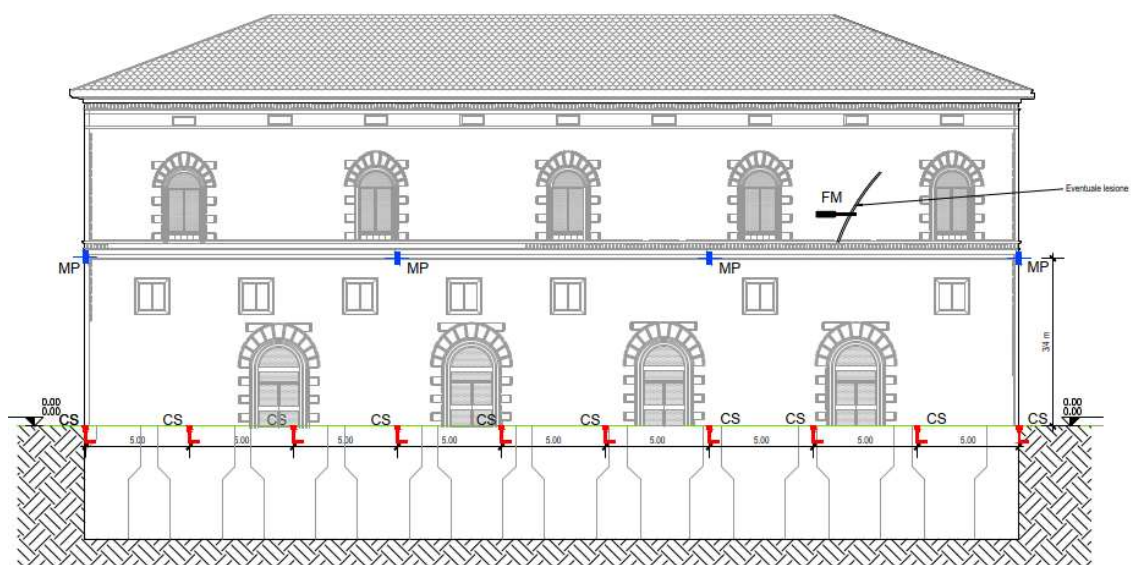 FM
Eventuale lesione
MP MP MP MP
3/4 m
0.00 0.00
0.00 0.00
CS CS CS CS CS CS CS CS CS CS
5.00 5.00 5.00 5.00 5.00 5.00 5.00 5.00 5.00